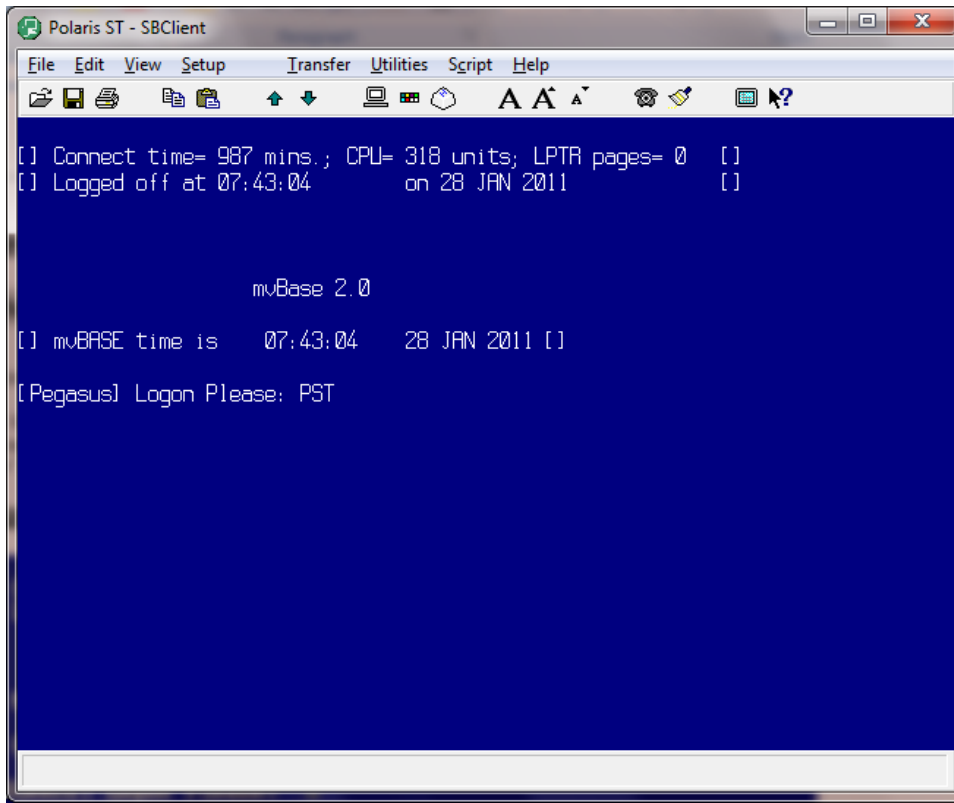 Polaris ST - SBClient
File Edit View Setup Transfer Utilities Script Help
A A A
[] Connect time= 987 mins.; CPU= 318 units; LPTR pages= 0 []
[] Logged off at 07:43:04 on 28 JAN 2011 []
mvBase 2.0
[] mvBASE time is 07:43:04 28 JAN 2011 []
[Pegasus] Logon Please: PST